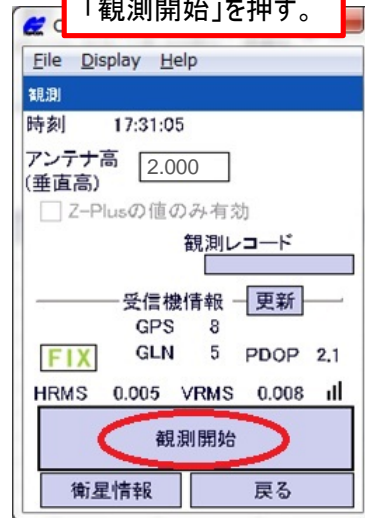 「観測開始」を押す。
File Display Help
観測
時刻 17:31:05
アンテナ高 2.000
(垂直高)
Z-Plusの値のみ有効
観測レコード
受信機情報 更新
GPS 8
FIX GLN 5 PDOP 2.1
HRMS 0.005 VRMS 0.008
観測開始
衛星情報 戻る